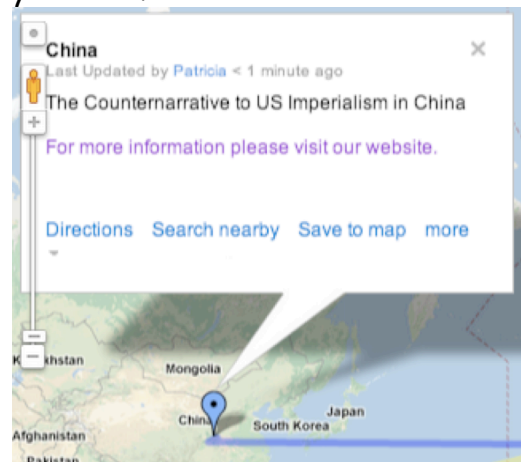 China
Last Updated by Patricia < 1 minute ago
The Counternarrative to US Imperialism in China
For more information please visit our website.
Directions Search nearby Save to map more
Mongolia
China
Japan
South Korea
Afghanistan
Pakistan